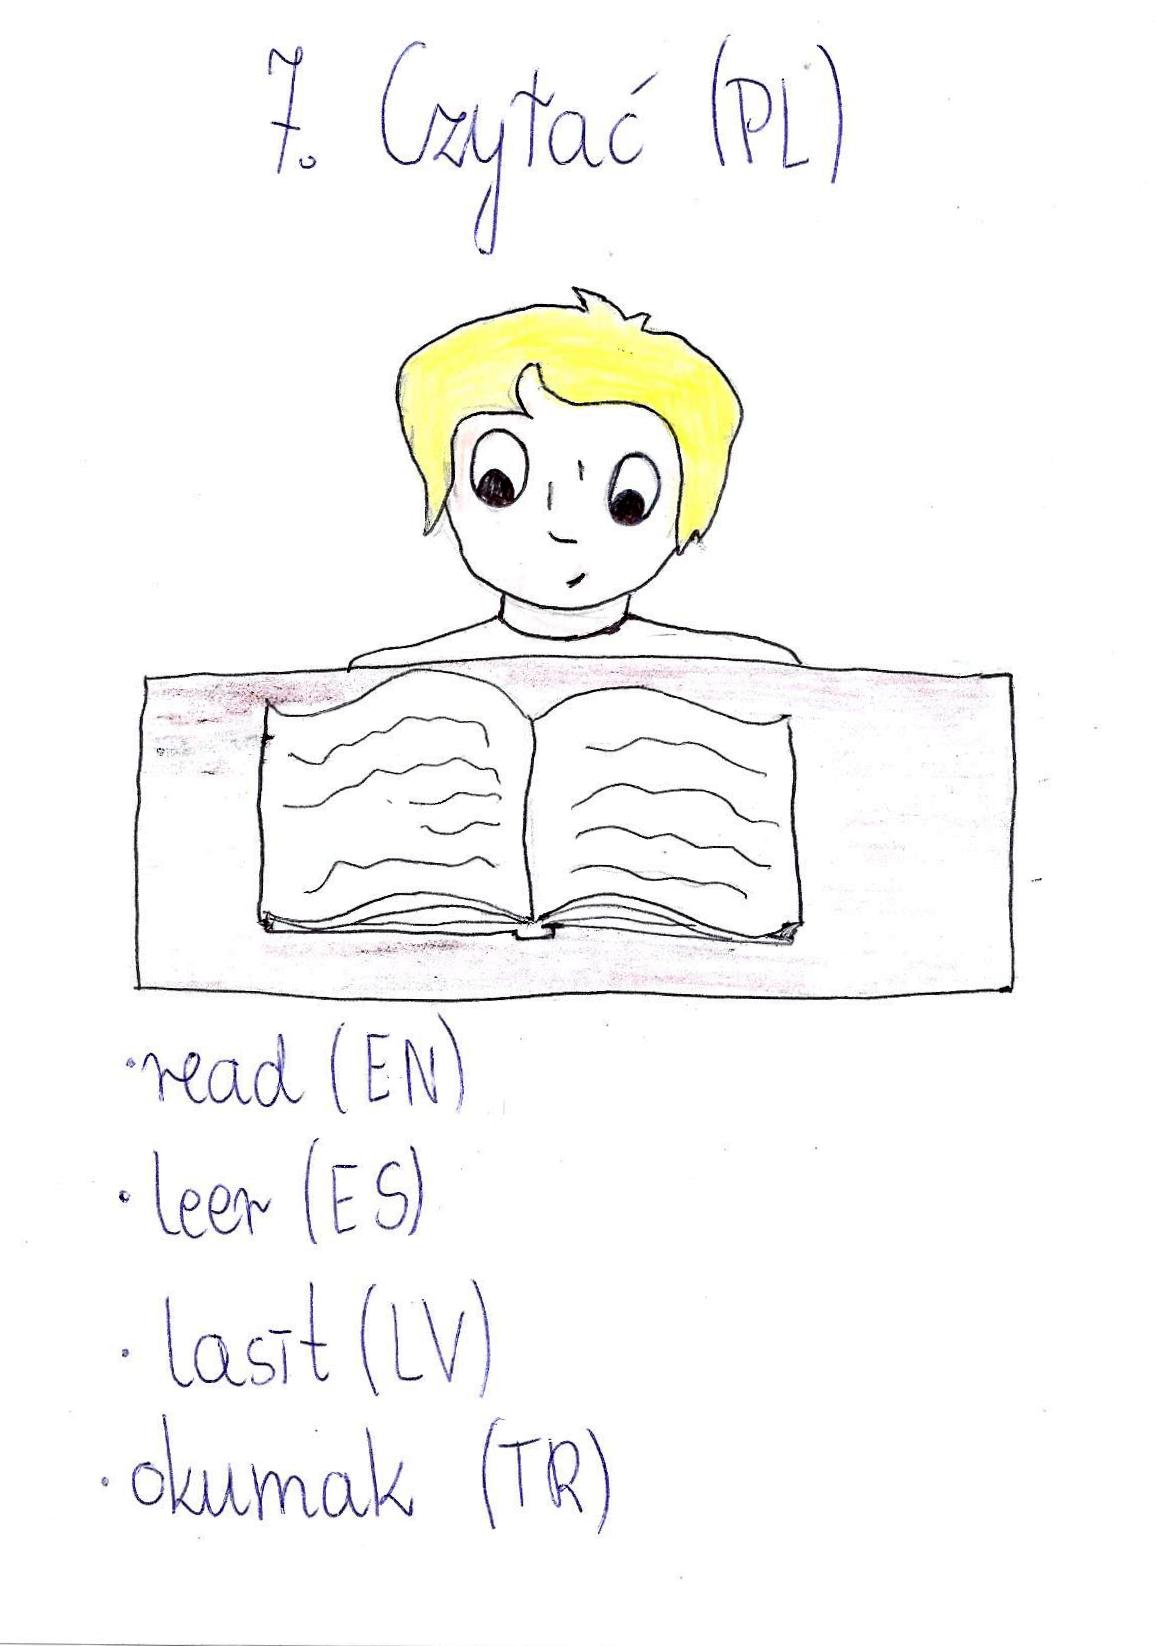 7. Czytać (PL)
·read (EN)
·leer (ES)
·lasīt (LV)
·okumak (TR)